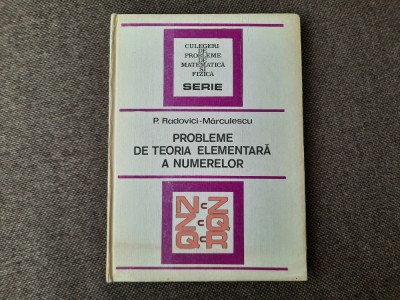 CULEGERI
DE
PROBLEME
DE
MATEMATICĂ
ȘI
FIZICĂ
SERIE
P. Radovici-Mărculescu
PROBLEME
DE TEORIA ELEMENTARĂ
A NUMERELOR
N⊂Z
Z⊂Q
Q⊂R